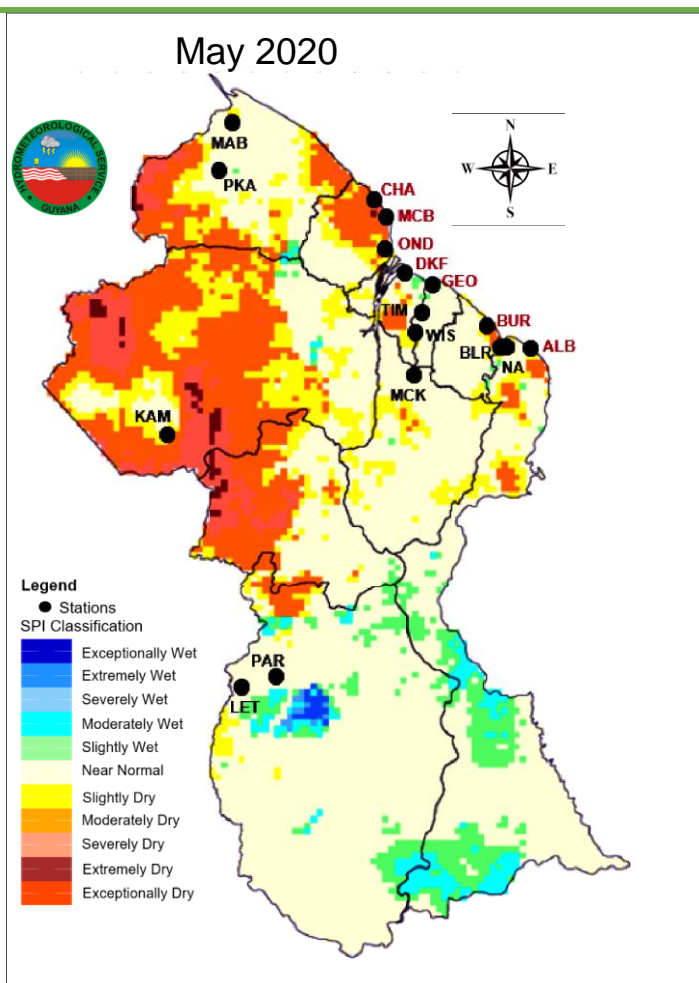 May 2020
HYDROMETEOROLOGICAL SERVICE
GUYANA
N
W E
S
MAB
PKA
CHA
MCB
OND
DKF
GEO
TIM
WIS
BUR
BLR
NA
ALB
MCK
KAM
PAR
LET
Legend
Stations
SPI Classification
Exceptionally Wet
Extremely Wet
Severely Wet
Moderately Wet
Slightly Wet
Near Normal
Slightly Dry
Moderately Dry
Severely Dry
Extremely Dry
Exceptionally Dry